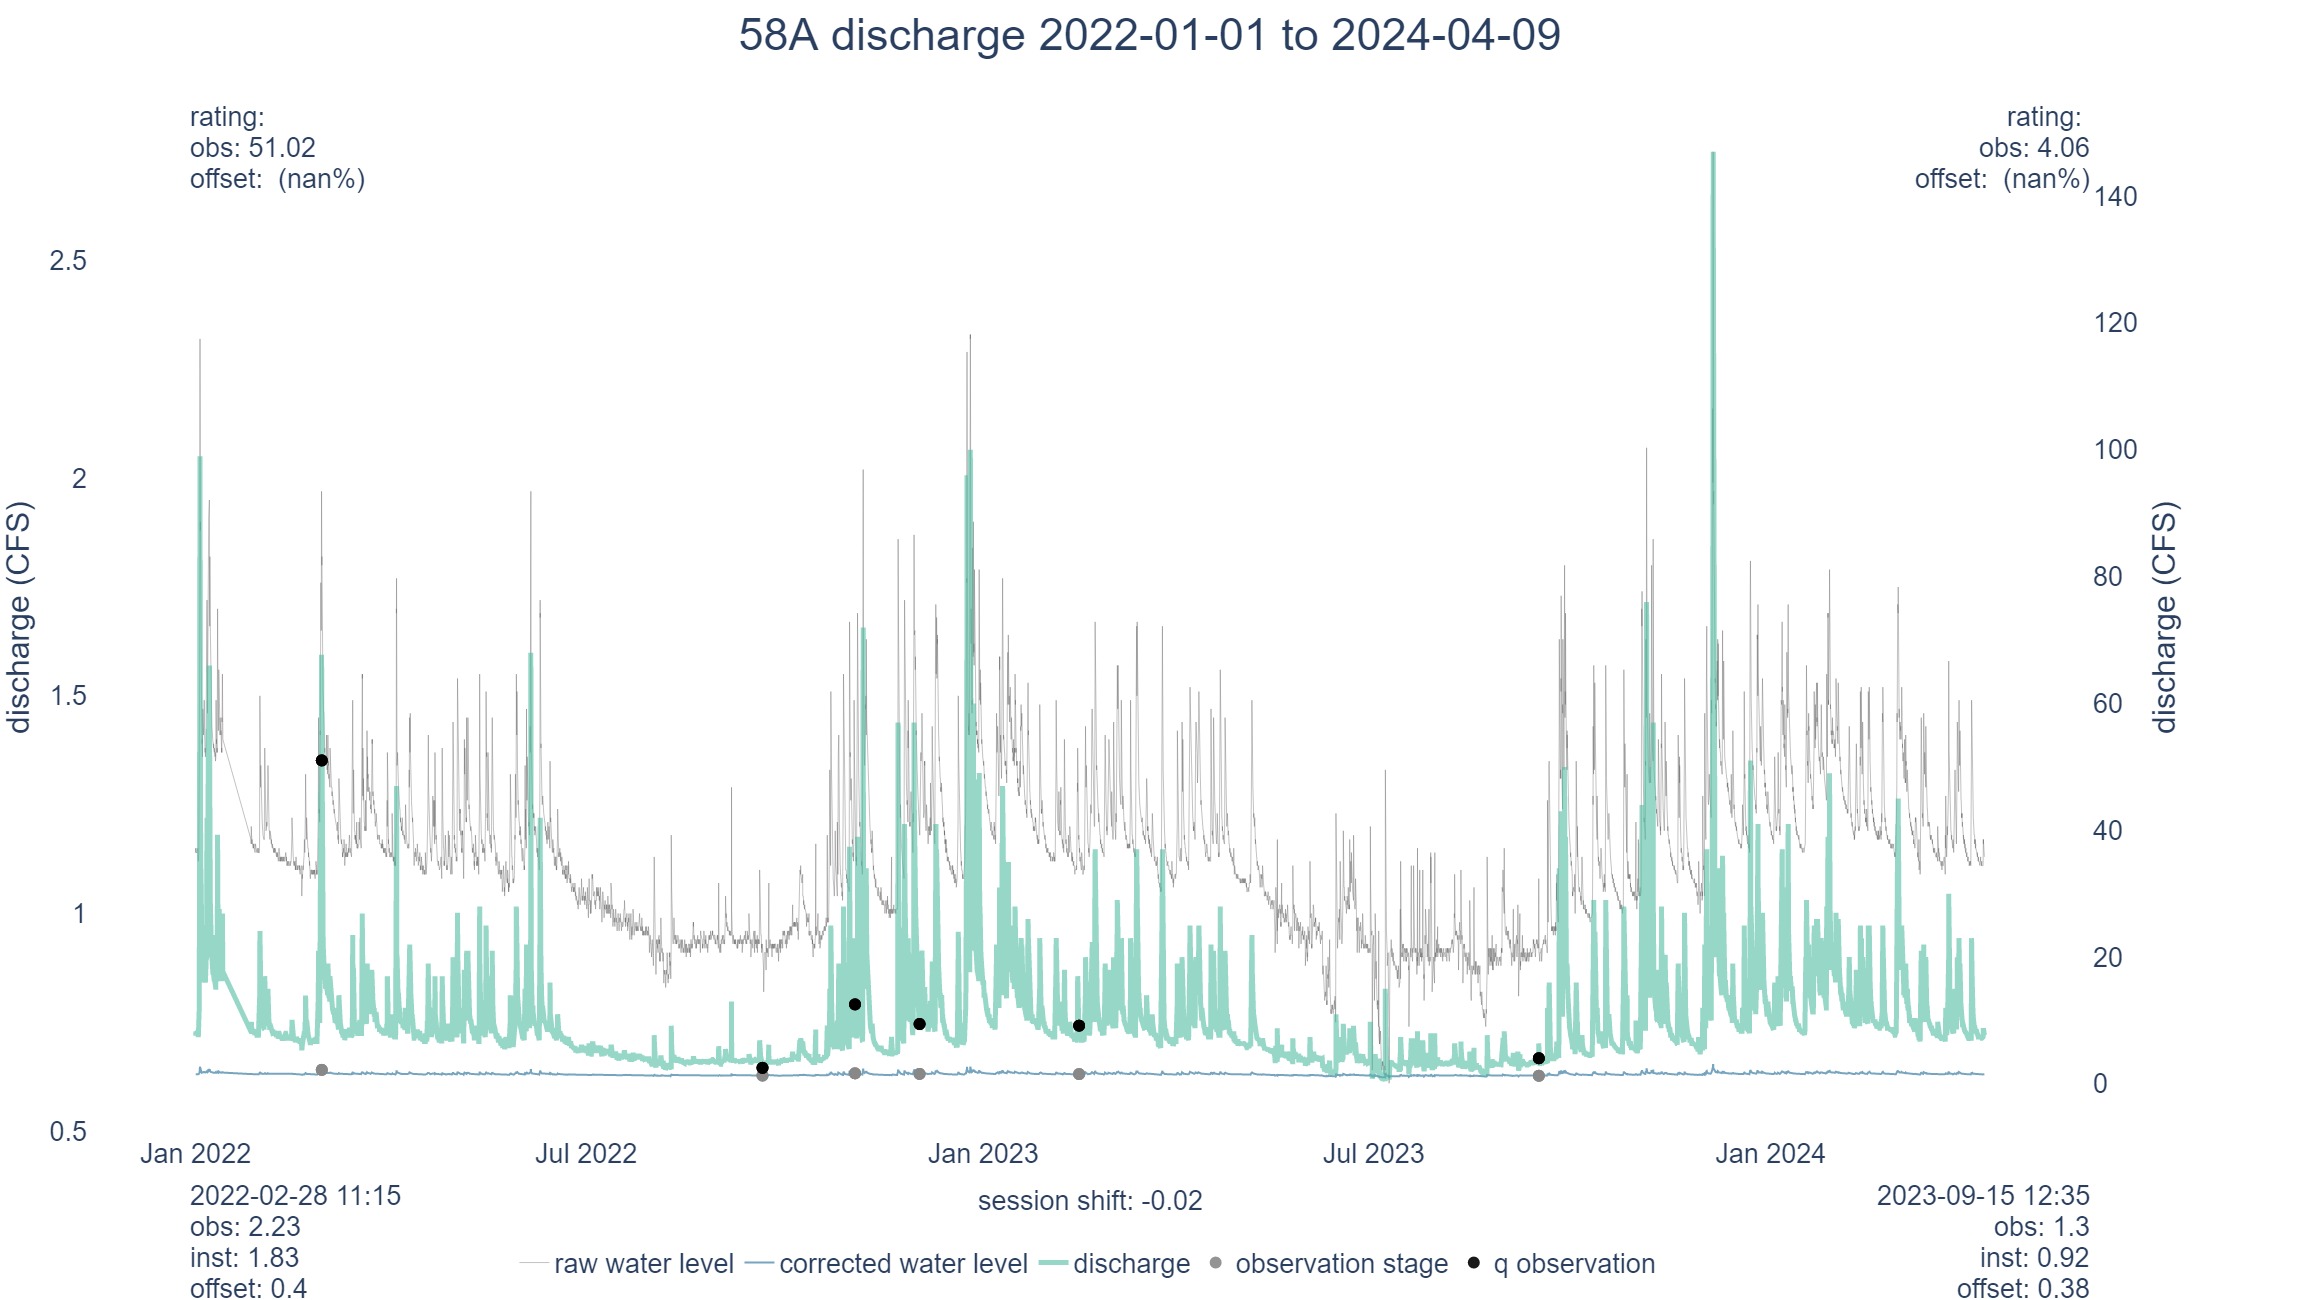 58A discharge 2022-01-01 to 2024-04-09
rating:
obs: 51.02
offset:  (nan%)
rating:
obs: 4.06
offset:  (nan%)
2.5
2
1.5
1
0.5
discharge (CFS)
140
120
100
80
60
40
20
0
discharge (CFS)
Jan 2022
Jul 2022
Jan 2023
Jul 2023
Jan 2024
2022-02-28 11:15
obs: 2.23
inst: 1.83
offset: 0.4
session shift: -0.02
2023-09-15 12:35
obs: 1.3
inst: 0.92
offset: 0.38
raw water level
corrected water level
discharge
observation stage
q observation